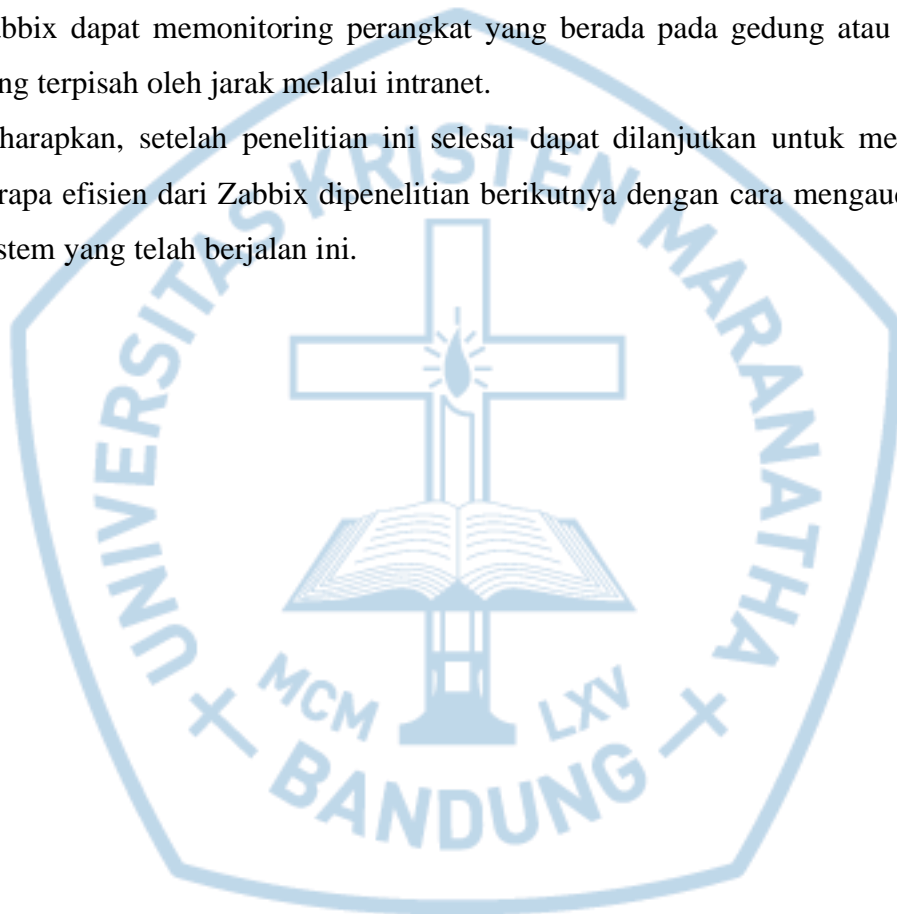 abbix dapat memonitoring perangkat yang berada pada gedung atau
ng terpisah oleh jarak melalui intranet.
harapkan, setelah penelitian ini selesai dapat dilanjutkan untuk me
rapa efisien dari Zabbix dipenelitian berikutnya dengan cara mengau
stem yang telah berjalan ini.
UNIVERSITAS KRISTEN MARANATHA
MCM LXV
BANDUNG